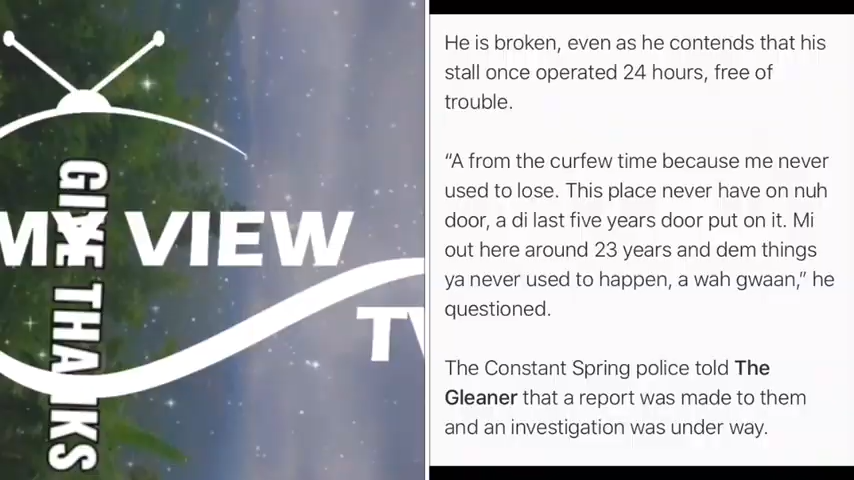 GIVE THANKS
MY VIEW
TV
He is broken, even as he contends that his
stall once operated 24 hours, free of
trouble.
“A from the curfew time because me never
used to lose. This place never have on nuh
door, a di last five years door put on it. Mi
out here around 23 years and dem things
ya never used to happen, a wah gwaan,” he
questioned.
The Constant Spring police told The
Gleaner that a report was made to them
and an investigation was under way.